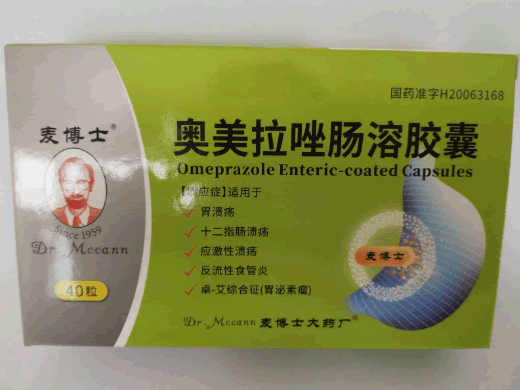 国药准字H20063168
麦博士®
奥美拉唑肠溶胶囊
Omeprazole Enteric-coated Capsules
【适应症】适用于
胃溃疡
十二指肠溃疡
应激性溃疡
反流性食管炎
卓-艾综合征(胃泌素瘤)
Since 1959
Dr. Mccann
麦博士
40粒
Dr. Mccann 麦博士大药厂®